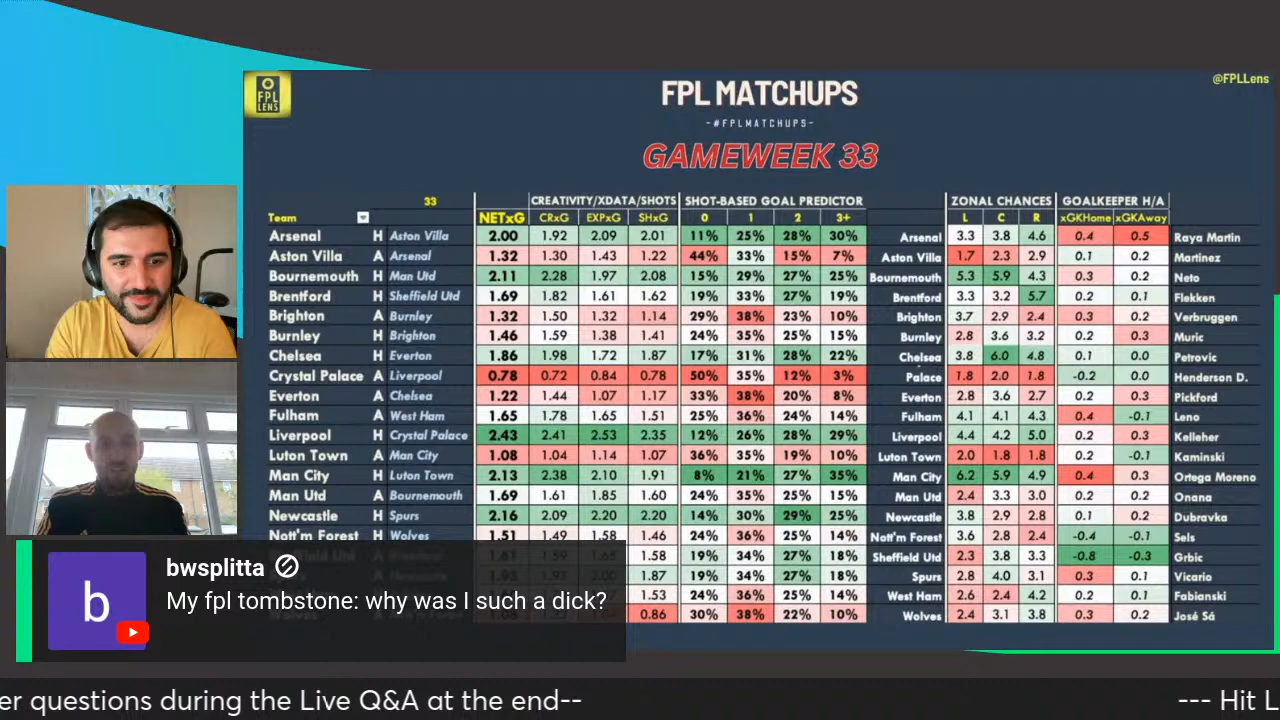 @FPLLens
FPL LENS
FPL MATCHUPS
-#FPLMATCHUPS-
GAMEWEEK 33
33 CREATIVITY/XDATA/SHOTS SHOT-BASED GOAL PREDICTOR ZONAL CHANCES GOALKEEPER H/A
Team NETxG CRxG EXPxG SHxG 0 1 2 3+ L C R xGKHome xGKAway
Arsenal H Aston Villa 2.00 1.92 2.09 2.01 11% 25% 28% 30% Arsenal 3.3 3.8 4.6 0.4 0.5 Raya Martin
Aston Villa A Arsenal 1.32 1.30 1.43 1.22 44% 33% 15% 7% Aston Villa 1.7 2.3 2.9 0.1 0.2 Martinez
Bournemouth H Man Utd 2.11 2.28 1.97 2.08 15% 29% 27% 25% Bournemouth 5.3 5.9 4.3 0.3 0.2 Neto
Brentford H Sheffield Utd 1.69 1.82 1.61 1.62 19% 33% 27% 19% Brentford 3.3 3.2 5.7 0.2 0.1 Flekken
Brighton A Burnley 1.32 1.50 1.32 1.14 29% 38% 23% 10% Brighton 3.7 2.9 2.4 0.3 0.2 Verbruggen
Burnley H Brighton 1.46 1.59 1.38 1.41 24% 35% 25% 15% Burnley 2.8 3.6 3.2 0.2 0.3 Muric
Chelsea H Everton 1.86 1.98 1.72 1.87 17% 31% 28% 22% Chelsea 3.8 6.0 4.8 0.1 0.0 Petrovic
Crystal Palace A Liverpool 0.78 0.72 0.84 0.78 50% 35% 12% 3% Palace 1.8 2.0 1.8 -0.2 0.0 Henderson D.
Everton A Chelsea 1.22 1.44 1.07 1.17 33% 38% 20% 8% Everton 2.8 3.6 2.7 0.2 0.3 Pickford
Fulham A West Ham 1.65 1.78 1.65 1.51 25% 36% 24% 14% Fulham 4.1 4.1 4.3 0.4 -0.1 Leno
Liverpool H Crystal Palace 2.43 2.41 2.53 2.35 12% 26% 28% 29% Liverpool 4.4 4.2 5.0 0.2 0.3 Kelleher
Luton Town A Man City 1.08 1.04 1.14 1.07 36% 35% 19% 10% Luton Town 2.0 1.8 1.8 0.2 -0.1 Kaminski
Man City H Luton Town 2.13 2.38 2.10 1.91 8% 21% 27% 35% Man City 6.2 5.9 4.9 0.4 0.3 Ortega Moreno
Man Utd A Bournemouth 1.69 1.61 1.85 1.60 24% 35% 25% 15% Man Utd 2.4 3.3 3.0 0.2 0.2 Onana
Newcastle H Spurs 2.16 2.09 2.20 2.20 14% 30% 29% 25% Newcastle 3.8 2.9 2.8 0.1 0.2 Dubravka
Nott'm Forest H Wolves 1.51 1.49 1.58 1.46 24% 36% 25% 14% Nott'm Forest 3.6 2.8 2.4 -0.4 -0.1 Sels
1.58 19% 34% 27% 18% Sheffield Utd 2.3 3.8 3.3 -0.8 -0.3 Grbic
1.87 19% 34% 27% 18% Spurs 2.8 4.0 3.1 0.3 0.1 Vicario
1.53 24% 36% 25% 14% West Ham 2.6 2.4 4.2 0.2 0.1 Fabianski
0.86 30% 38% 22% 10% Wolves 2.4 3.1 3.8 0.3 0.2 José Sá
b
bwsplitta
My fpl tombstone: why was I such a dick?
er questions during the Live Q&A at the end-- --- Hit L